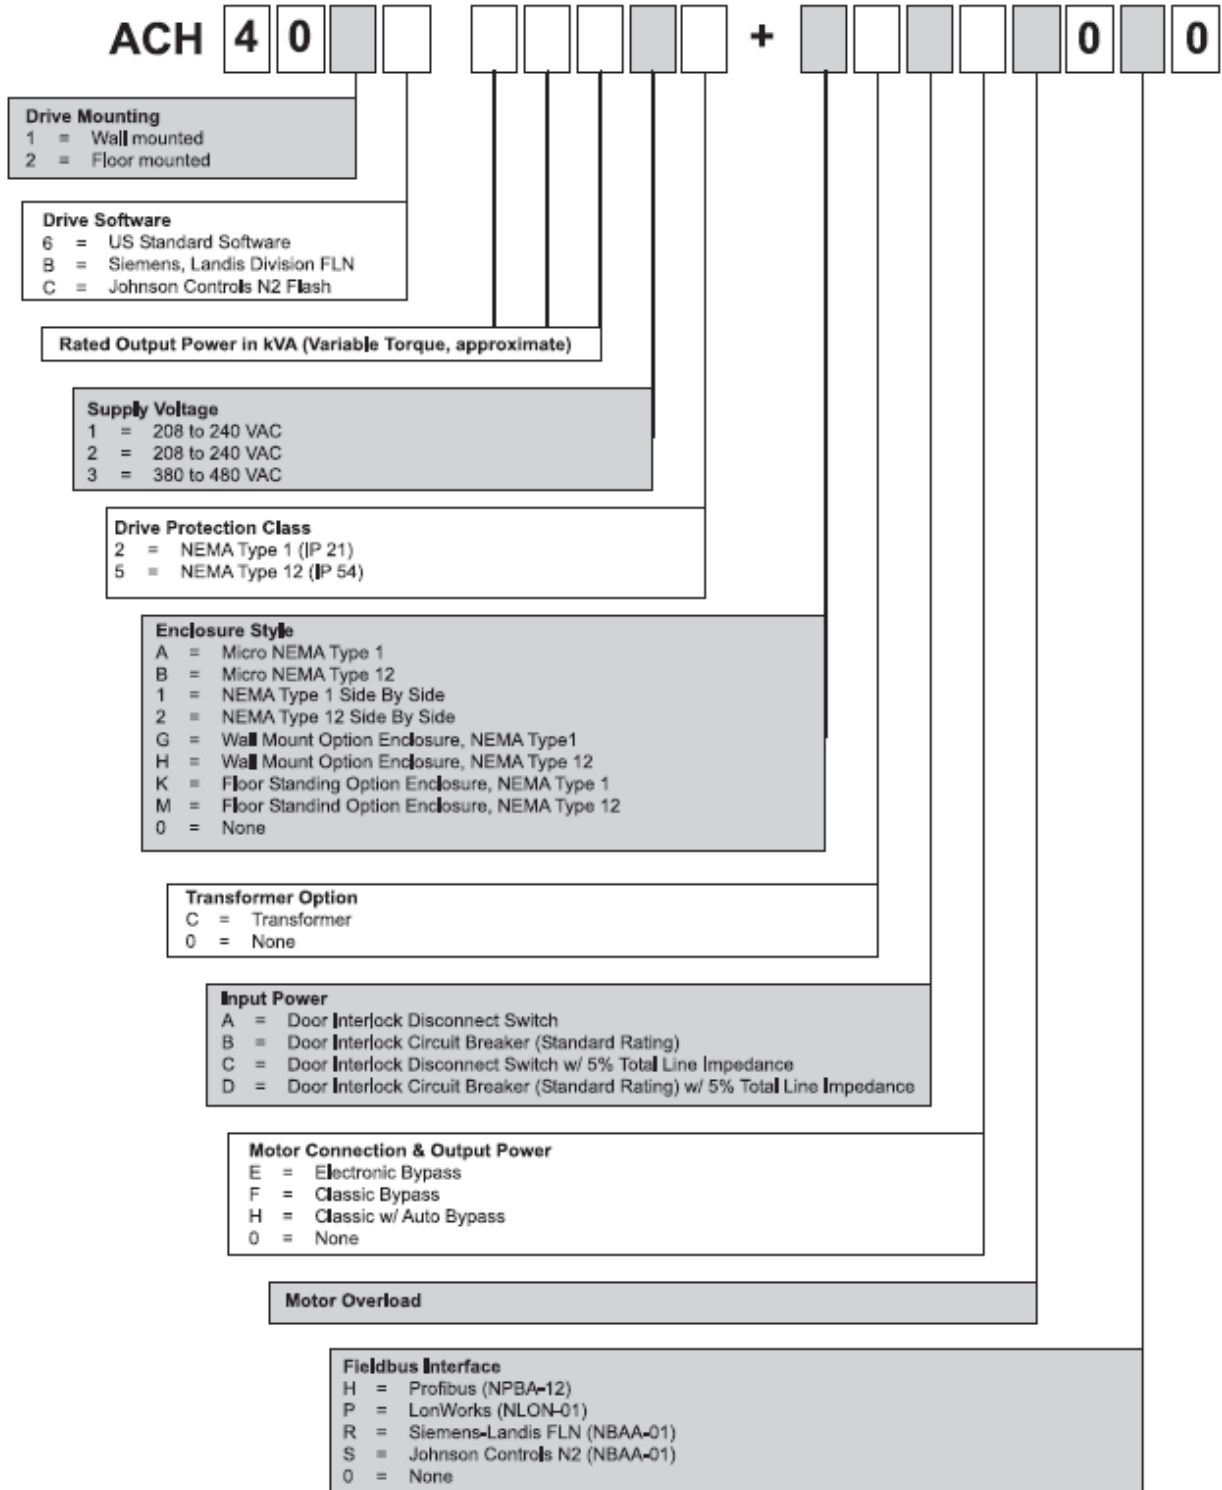 ACH 4 0 + 0 0
Drive Mounting
1 = Wall mounted
2 = Floor mounted
Drive Software
6 = US Standard Software
B = Siemens, Landis Division FLN
C = Johnson Controls N2 Flash
Rated Output Power in kVA (Variable Torque, approximate)
Supply Voltage
1 = 208 to 240 VAC
2 = 208 to 240 VAC
3 = 380 to 480 VAC
Drive Protection Class
2 = NEMA Type 1 (IP 21)
5 = NEMA Type 12 (IP 54)
Enclosure Style
A = Micro NEMA Type 1
B = Micro NEMA Type 12
1 = NEMA Type 1 Side By Side
2 = NEMA Type 12 Side By Side
G = Wall Mount Option Enclosure, NEMA Type1
H = Wall Mount Option Enclosure, NEMA Type 12
K = Floor Standing Option Enclosure, NEMA Type 1
M = Floor Standind Option Enclosure, NEMA Type 12
0 = None
Transformer Option
C = Transformer
0 = None
Input Power
A = Door Interlock Disconnect Switch
B = Door Interlock Circuit Breaker (Standard Rating)
C = Door Interlock Disconnect Switch w/ 5% Total Line Impedance
D = Door Interlock Circuit Breaker (Standard Rating) w/ 5% Total Line Impedance
Motor Connection & Output Power
E = Electronic Bypass
F = Classic Bypass
H = Classic w/ Auto Bypass
0 = None
Motor Overload
Fieldbus Interface
H = Profibus (NPBA-12)
P = LonWorks (NLON-01)
R = Siemens-Landis FLN (NBAA-01)
S = Johnson Controls N2 (NBAA-01)
0 = None